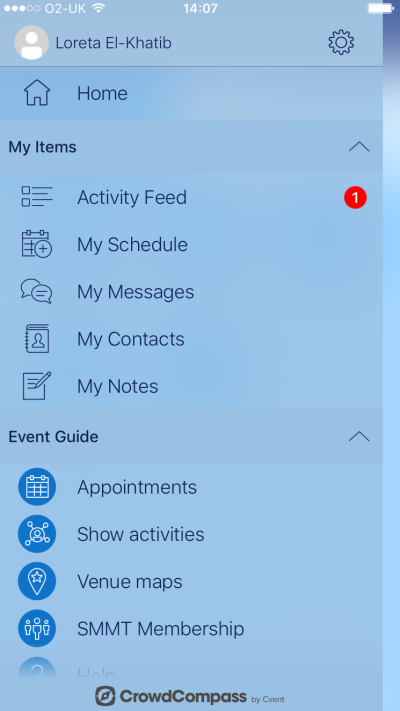 O2-UK 14:07
Loreta El-Khatib
Home
My Items
Activity Feed 1
My Schedule
My Messages
My Contacts
My Notes
Event Guide
Appointments
Show activities
Venue maps
SMMT Membership
Help
CrowdCompass by Cvent